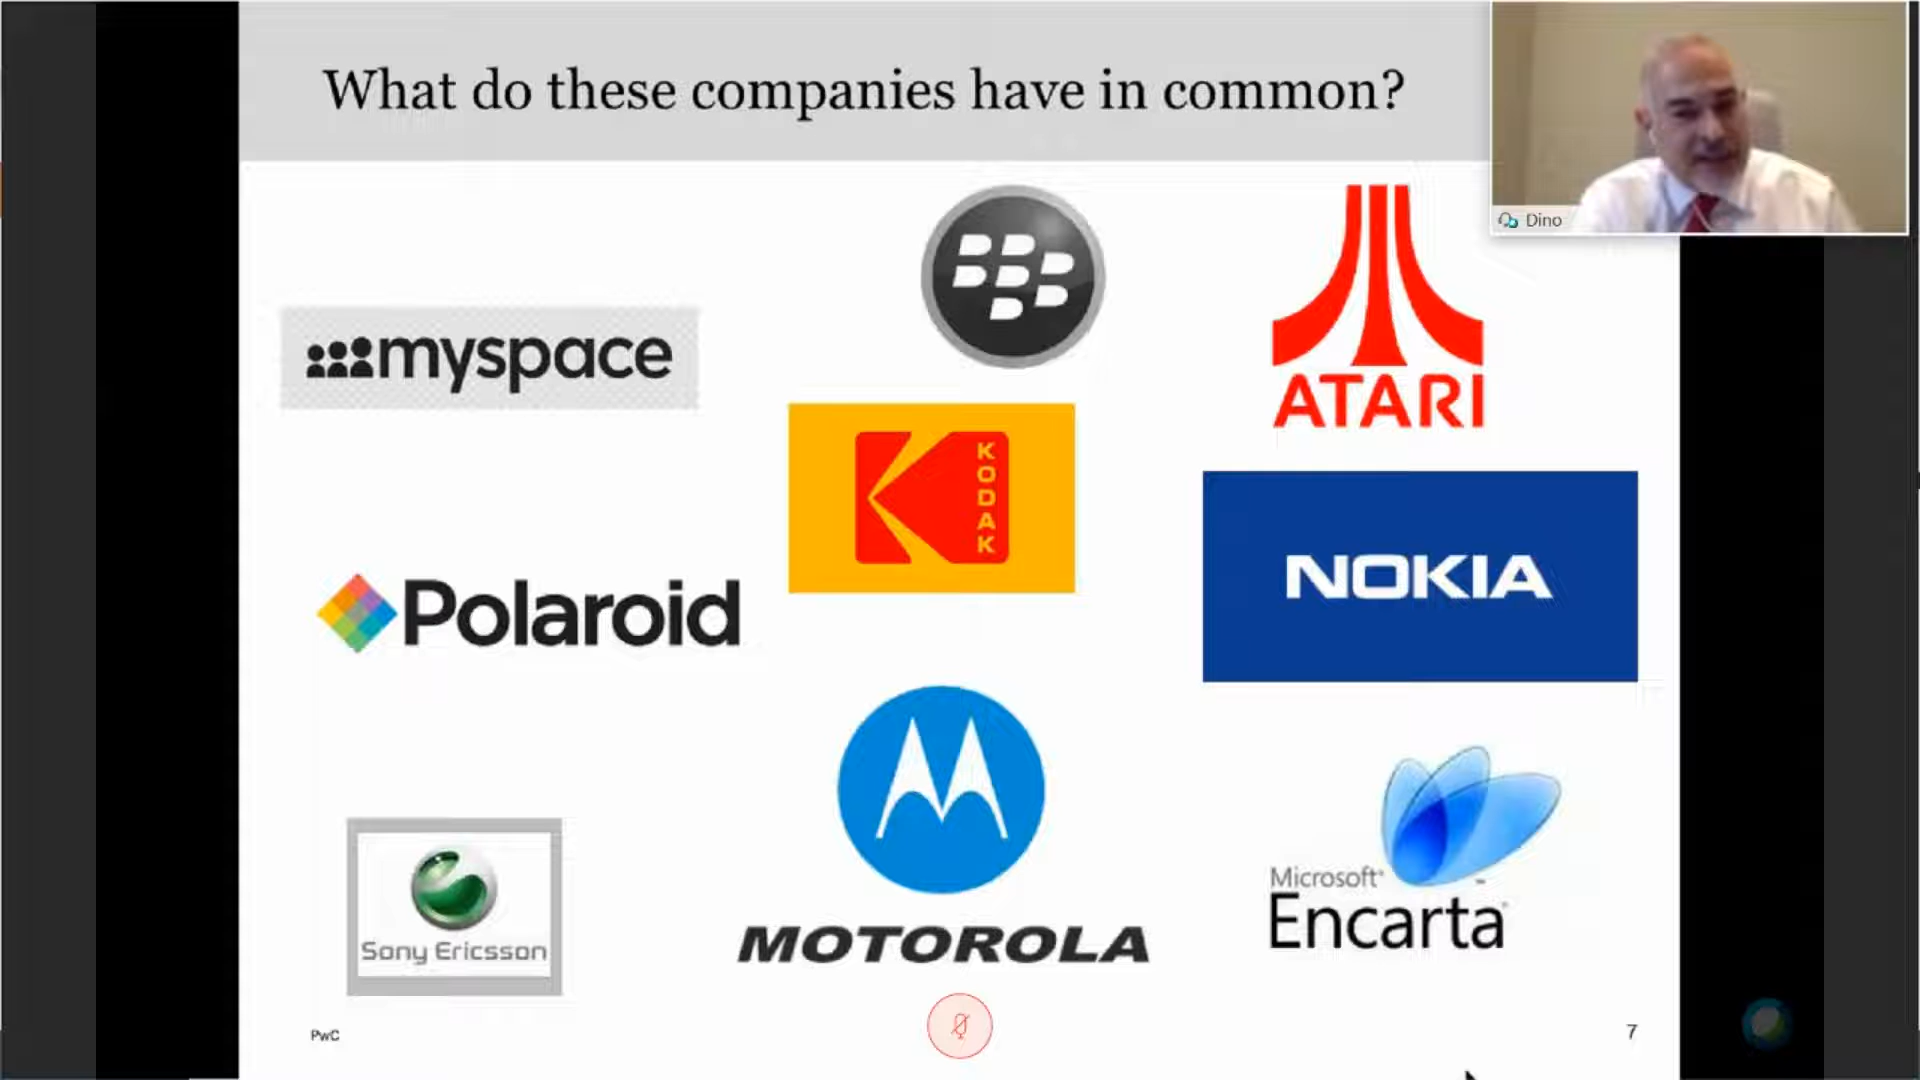 What do these companies have in common?
Dino
myspace
ATARI
KODAK
NOKIA
Polaroid
MOTOROLA
Microsoft®
Encarta
Sony Ericsson
PwC
7